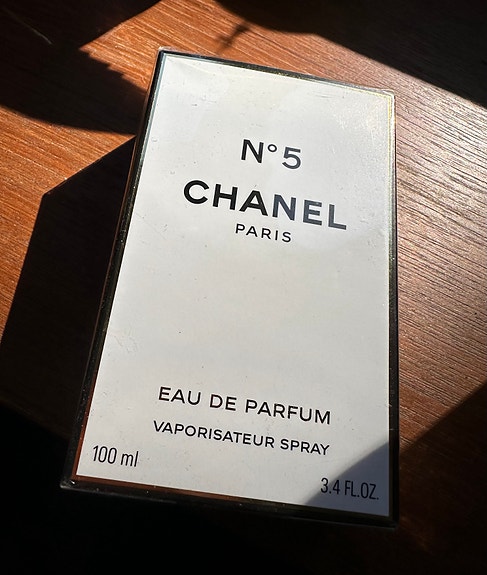 N°5
CHANEL
PARIS
EAU DE PARFUM
VAPORISATEUR SPRAY
100 ml
3.4 FL.OZ.